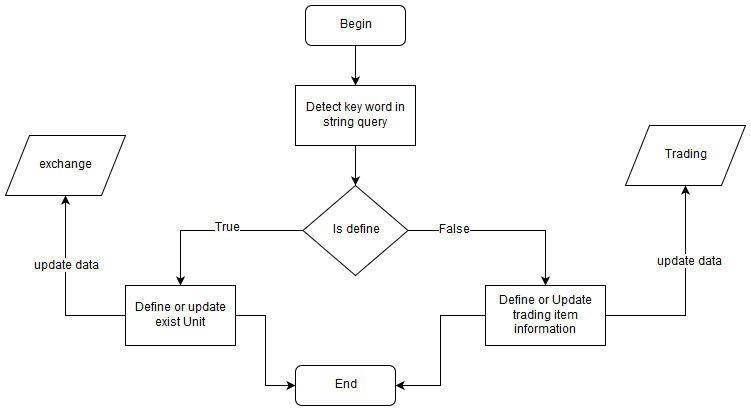 Begin
Detect key word in
string query
exchange
Trading
Is define
True
False
update data
update data
Define or update
exist Unit
Define or Update
trading item
information
End